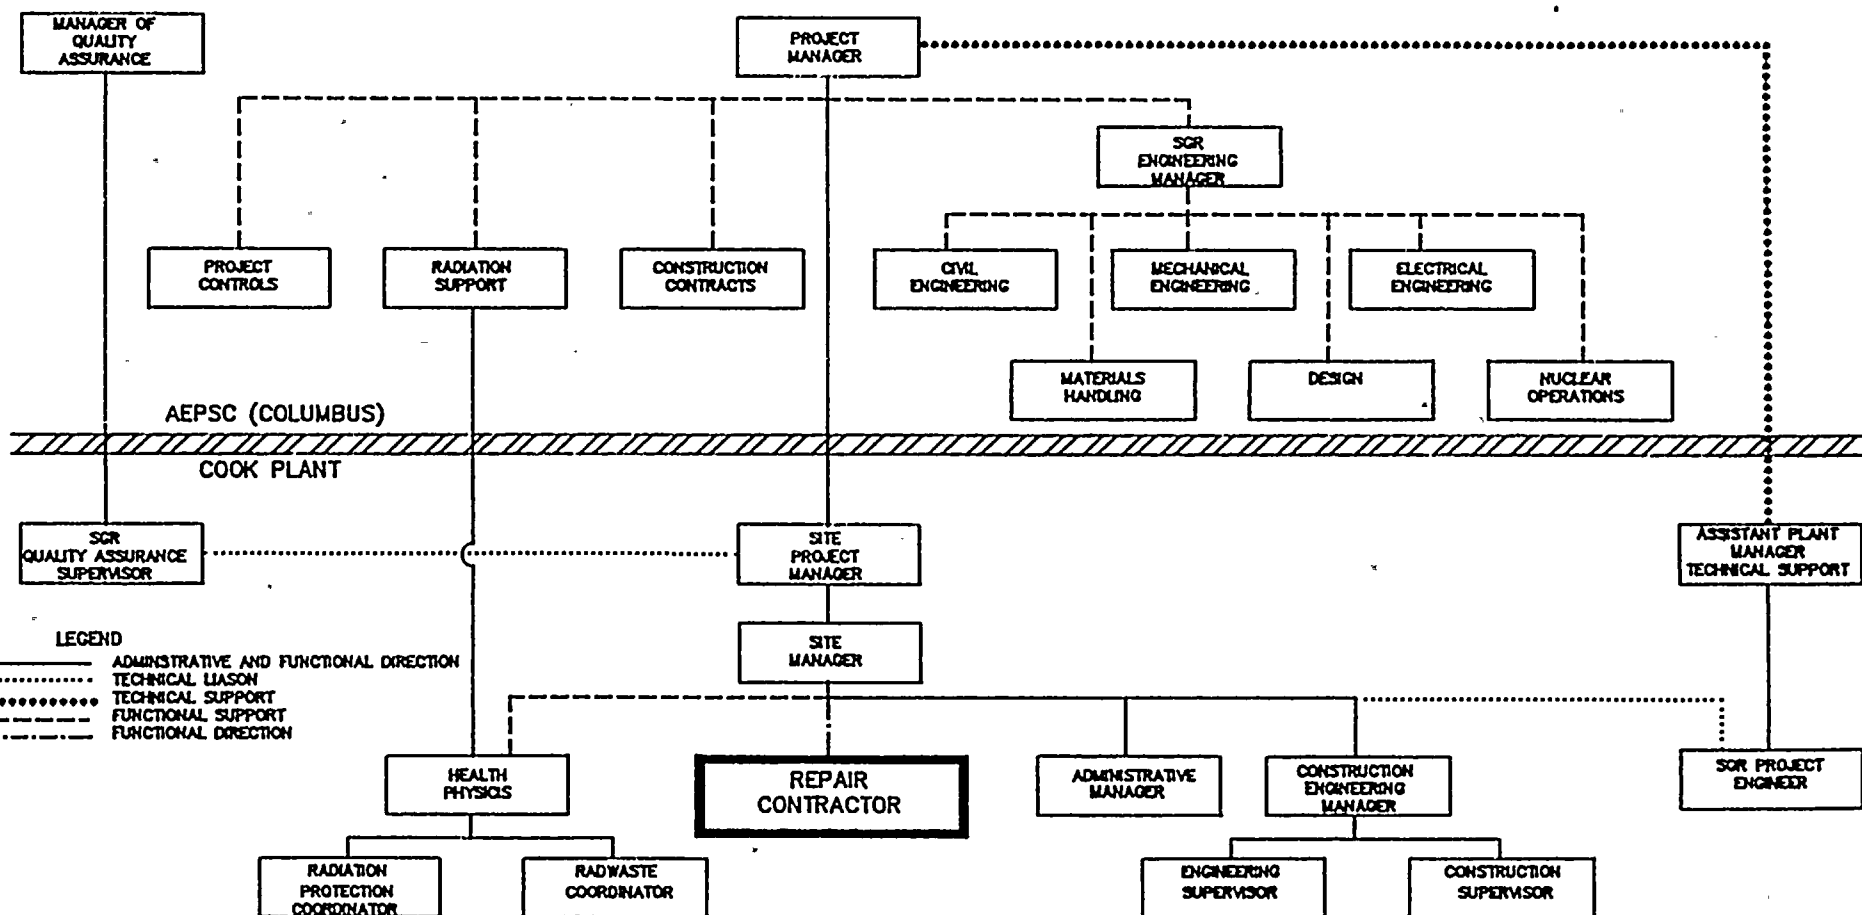 MANAGER OF
QUALITY
ASSURANCE
PROJECT
MANAGER
SGR
ENGINEERING
MANAGER
PROJECT
CONTROLS
RADIATION
SUPPORT
CONSTRUCTION
CONTRACTS
CIVIL
ENGINEERING
MECHANICAL
ENGINEERING
ELECTRICAL
ENGINEERING
MATERIALS
HANDLING
DESIGN
NUCLEAR
OPERATIONS
AEPSC (COLUMBUS)
COOK PLANT
SGR
QUALITY ASSURANCE
SUPERVISOR
SITE
PROJECT
MANAGER
ASSISTANT PLANT
MANAGER
TECHNICAL SUPPORT
SITE
MANAGER
LEGEND
ADMINSTRATIVE AND FUNCTIONAL DIRECTION
TECHNICAL LIASON
TECHNICAL SUPPORT
FUNCTIONAL SUPPORT
FUNCTIONAL DIRECTION
HEALTH
PHYSICIS
REPAIR
CONTRACTOR
ADMINISTRATIVE
MANAGER
CONSTRUCTION
ENGINEERING
MANAGER
SGR PROJECT
ENGINEER
RADIATION
PROTECTION
COORDINATOR
RADWASTE
COORDINATOR
ENGINEERING
SUPERVISOR
CONSTRUCTION
SUPERVISOR